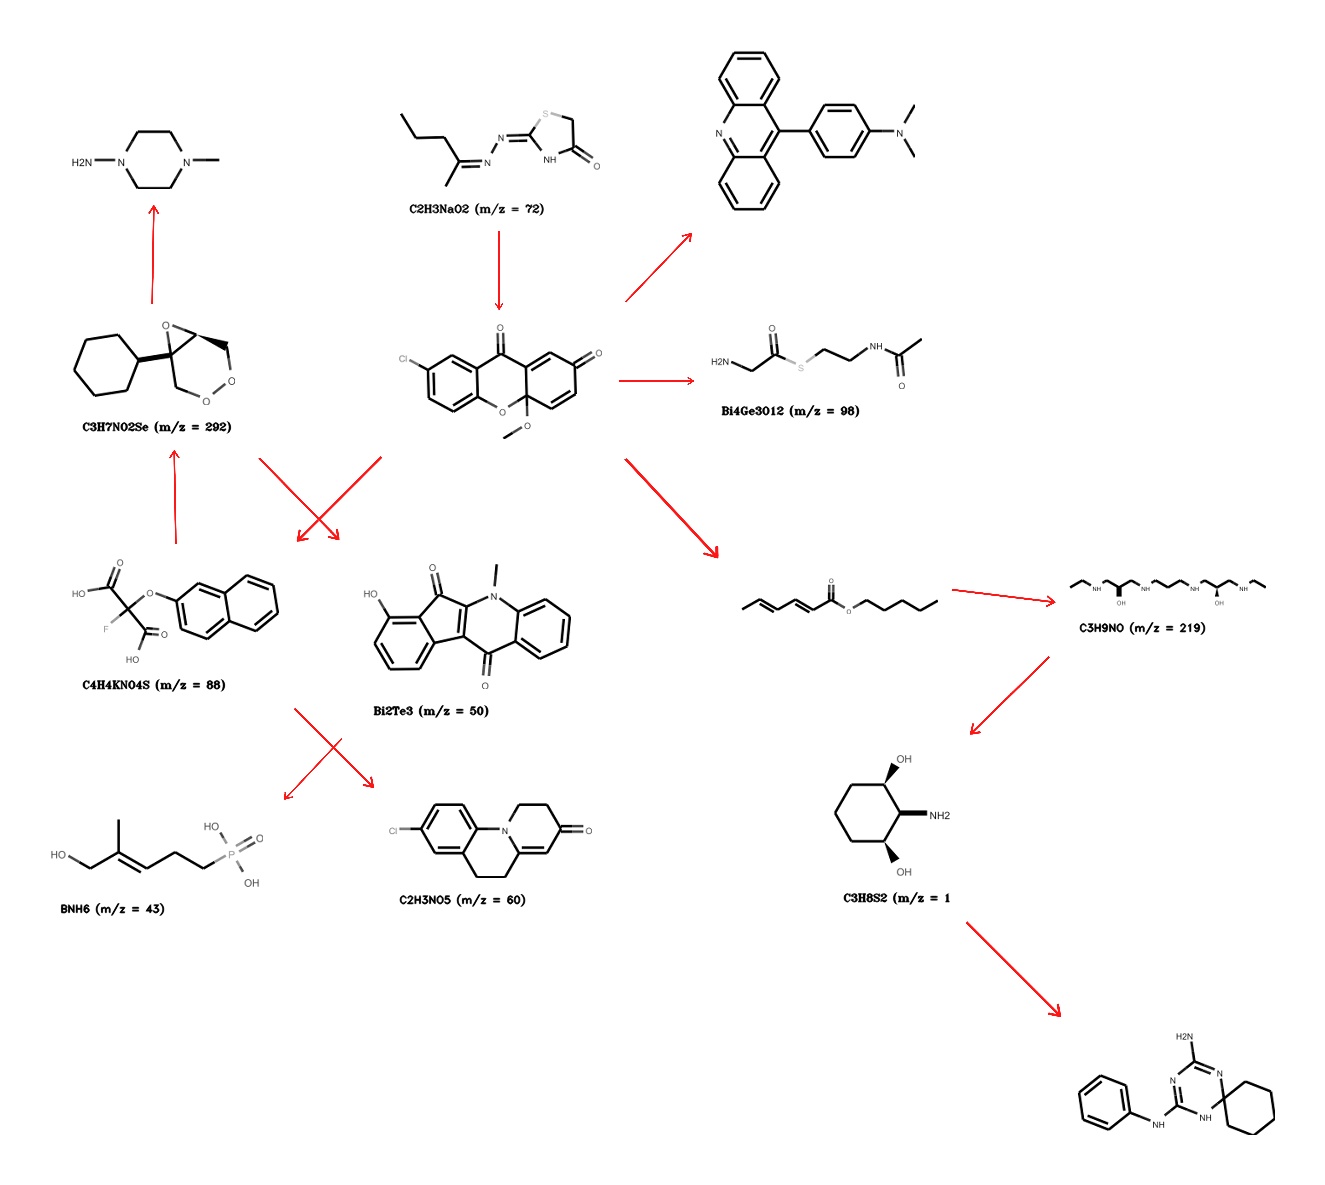 H2N N N
N N S NH O
C2H3NaO2 (m/z = 72)
N N
O O O
C3H7NO2Se (m/z = 292)
Cl O O O O
H2N O S NH O
Bi4Ge3O12 (m/z = 98)
HO O O F O HO
C4H4KNO4S (m/z = 88)
HO O N O
Bi2Te3 (m/z = 50)
O O
NH OH NH NH OH NH
C3H9NO (m/z = 219)
HO HO P O OH
BNH6 (m/z = 43)
Cl N O
C2H3NO5 (m/z = 60)
OH
NH2
OH
C3H8S2 (m/z = 1
H2N
N N
NH NH